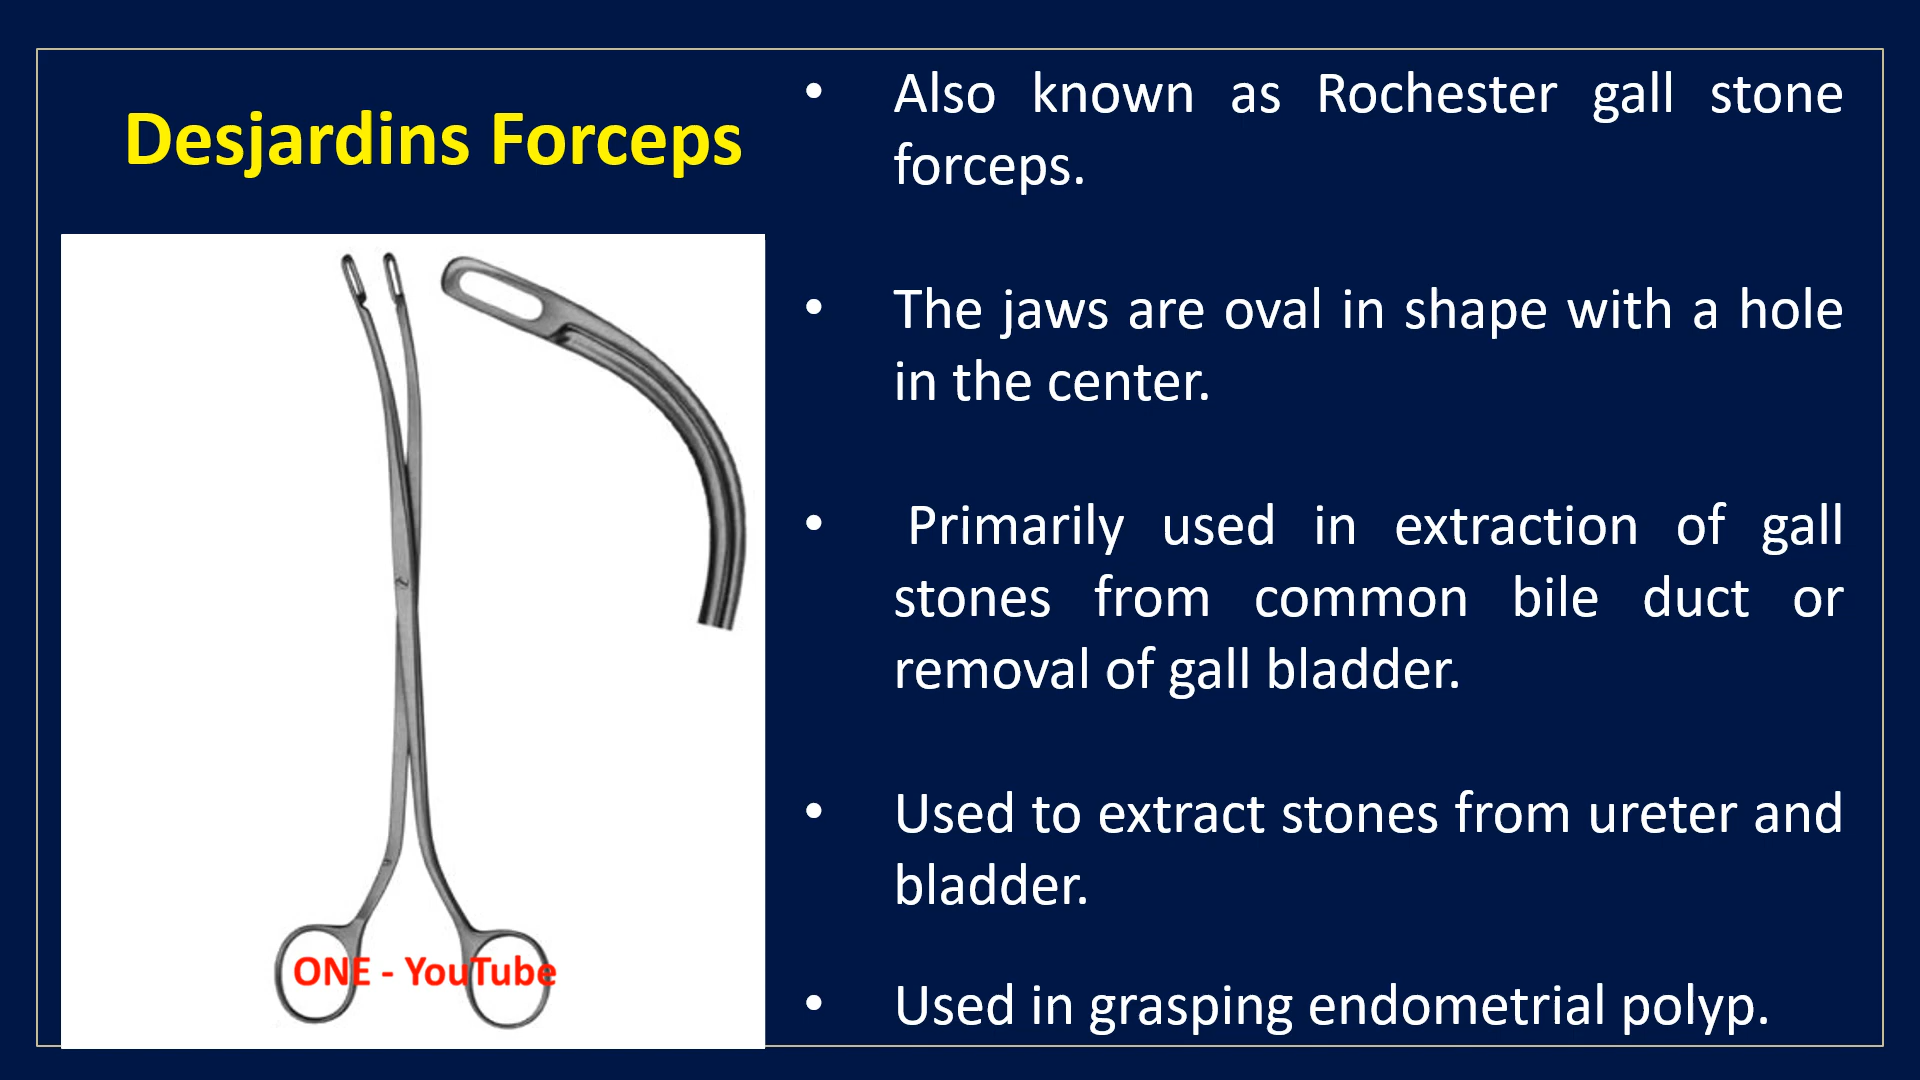 Desjardins Forceps
• Also known as Rochester gall stone
forceps.
• The jaws are oval in shape with a hole
in the center.
• Primarily used in extraction of gall
stones from common bile duct or
removal of gall bladder.
• Used to extract stones from ureter and
bladder.
• Used in grasping endometrial polyp.
ONE - YouTube